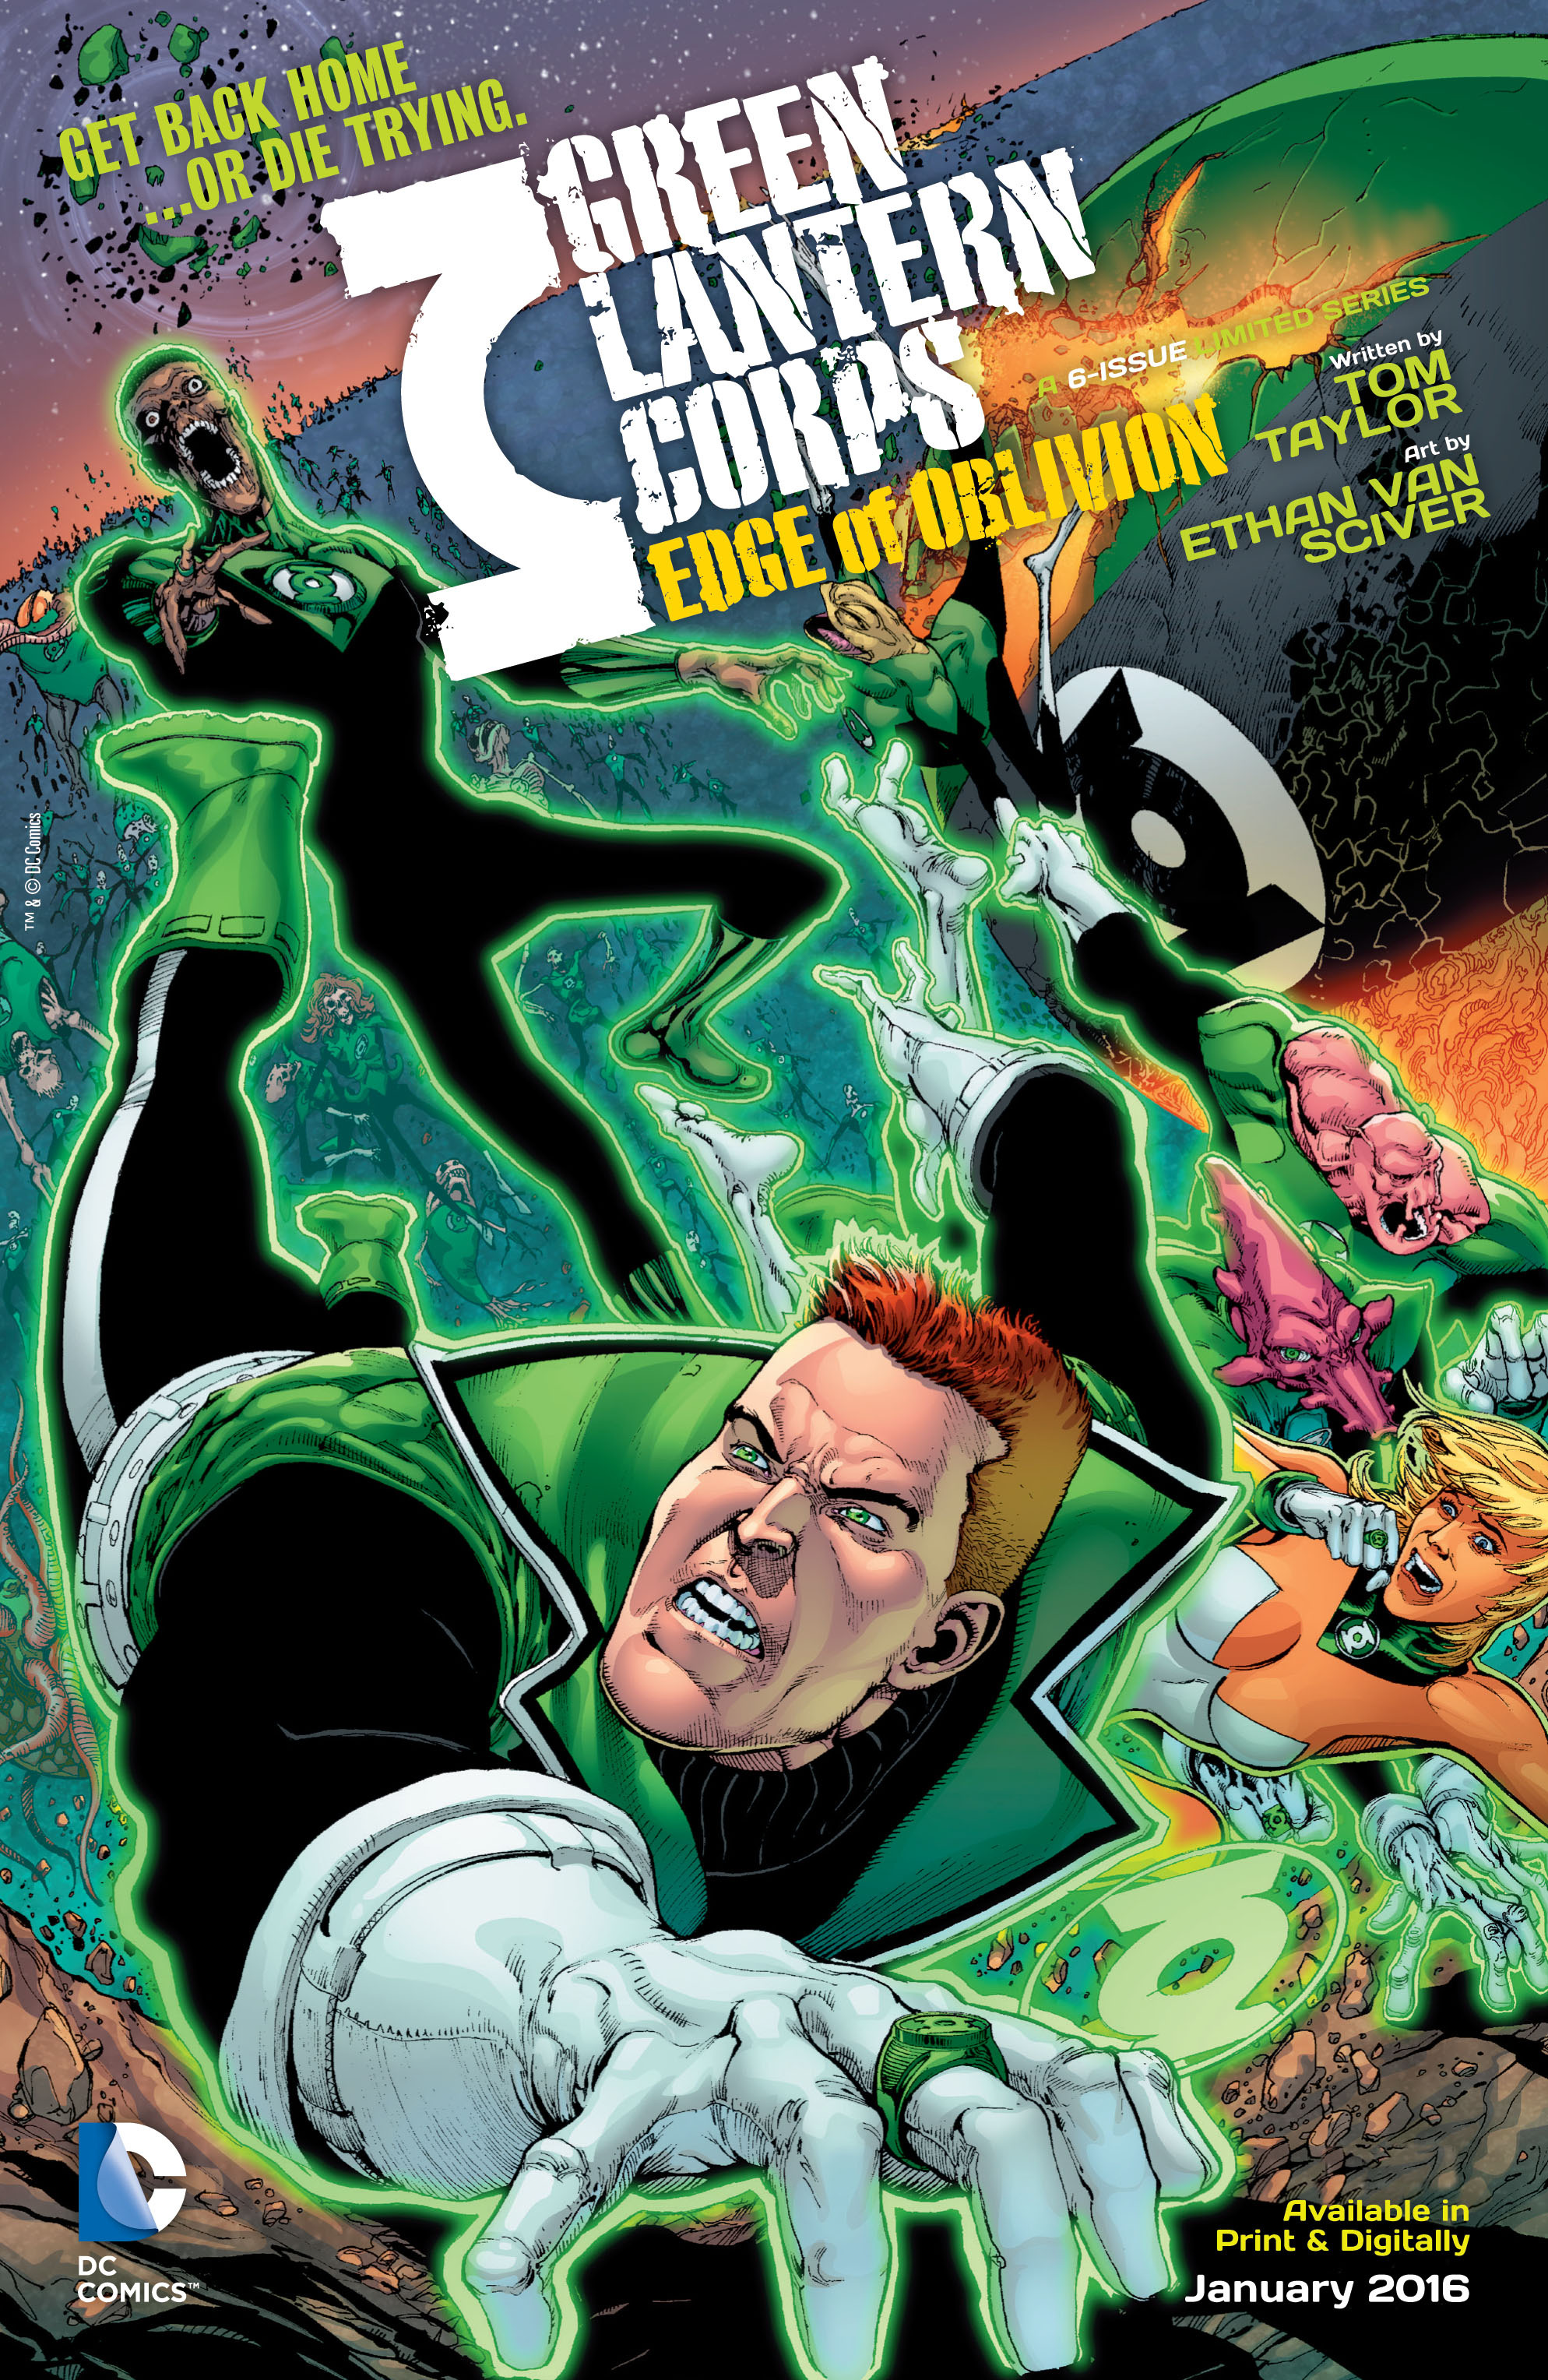 GET BACK HOME
...OR DIE TRYING.
GREEN
LANTERN
CORPS
EDGE of OBLIVION
A 6-ISSUE LIMITED SERIES
Written by
TOM
TAYLOR
Art by
ETHAN VAN
SCIVER
™ & © DC Comics
DC
COMICS™
Available in
Print & Digitally
January 2016